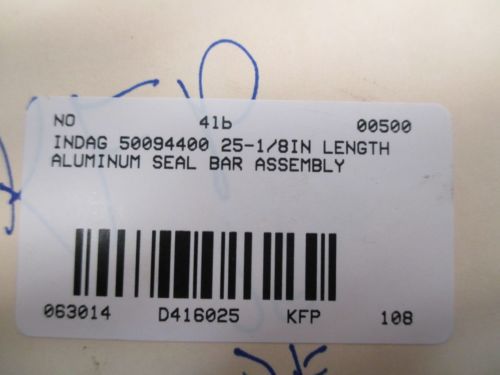 NO 41b 00500
INDAG 50094400 25-1/8IN LENGTH
ALUMINUM SEAL BAR ASSEMBLY
063014 D416025 KFP 108